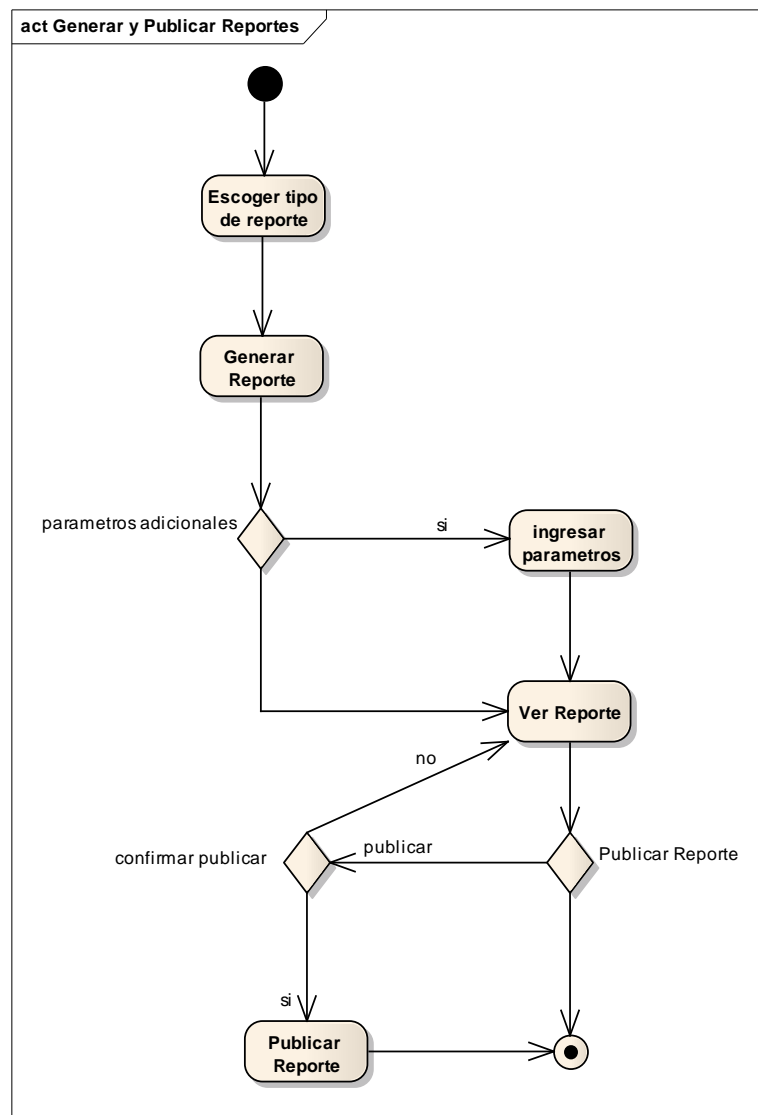 act Generar y Publicar Reportes
Escoger tipo
de reporte
Generar
Reporte
parametros adicionales
si
ingresar
parametros
Ver Reporte
no
confirmar publicar
publicar
Publicar Reporte
si
Publicar
Reporte